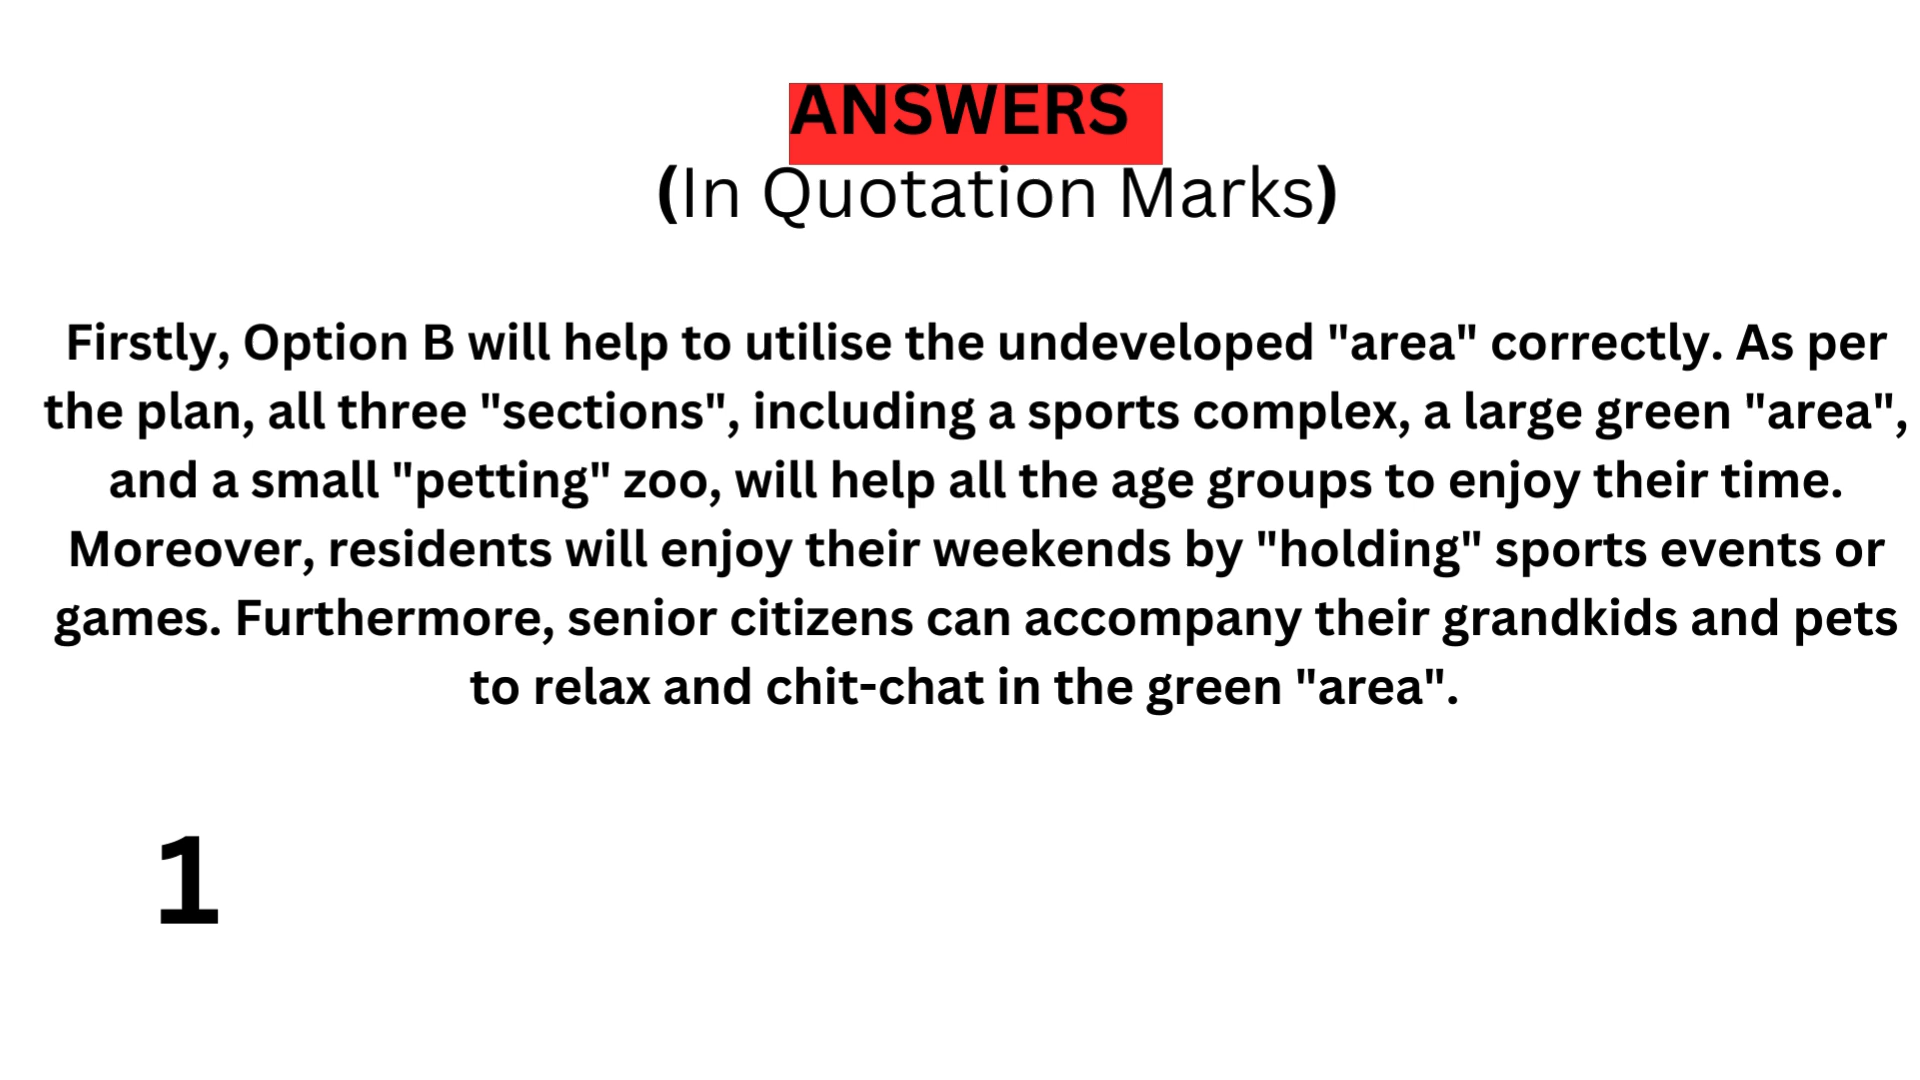 ANSWERS
(In Quotation Marks)
Firstly, Option B will help to utilise the undeveloped "area" correctly. As per
the plan, all three "sections", including a sports complex, a large green "area",
and a small "petting" zoo, will help all the age groups to enjoy their time.
Moreover, residents will enjoy their weekends by "holding" sports events or
games. Furthermore, senior citizens can accompany their grandkids and pets
to relax and chit-chat in the green "area".
1